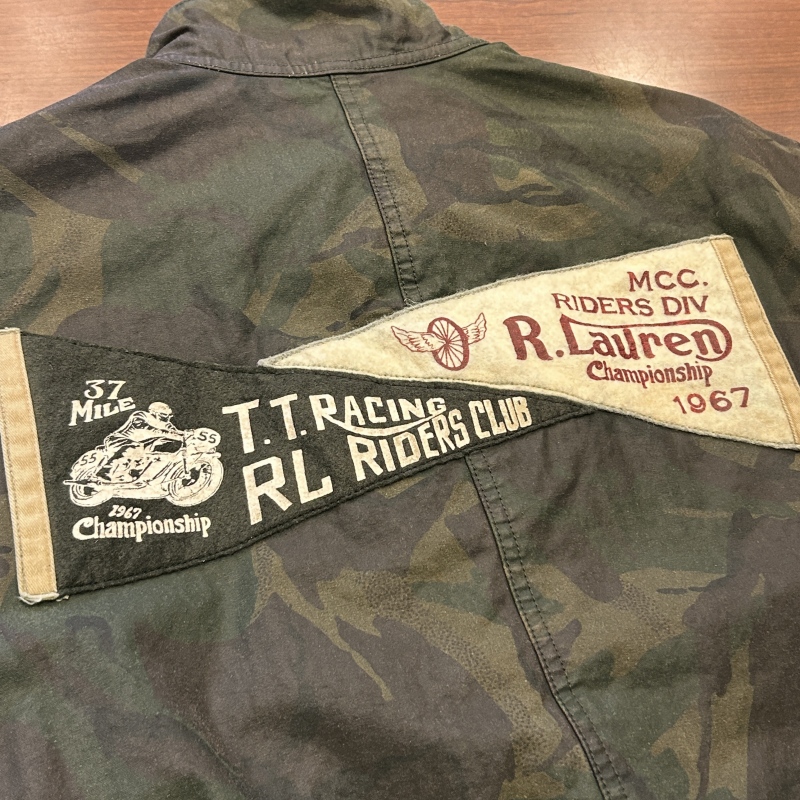 37
MILE
55
55
1967
Championship
T.T. RACING
RL RIDERS CLUB
MCC.
RIDERS DIV
R. Lauren
Championship
1967